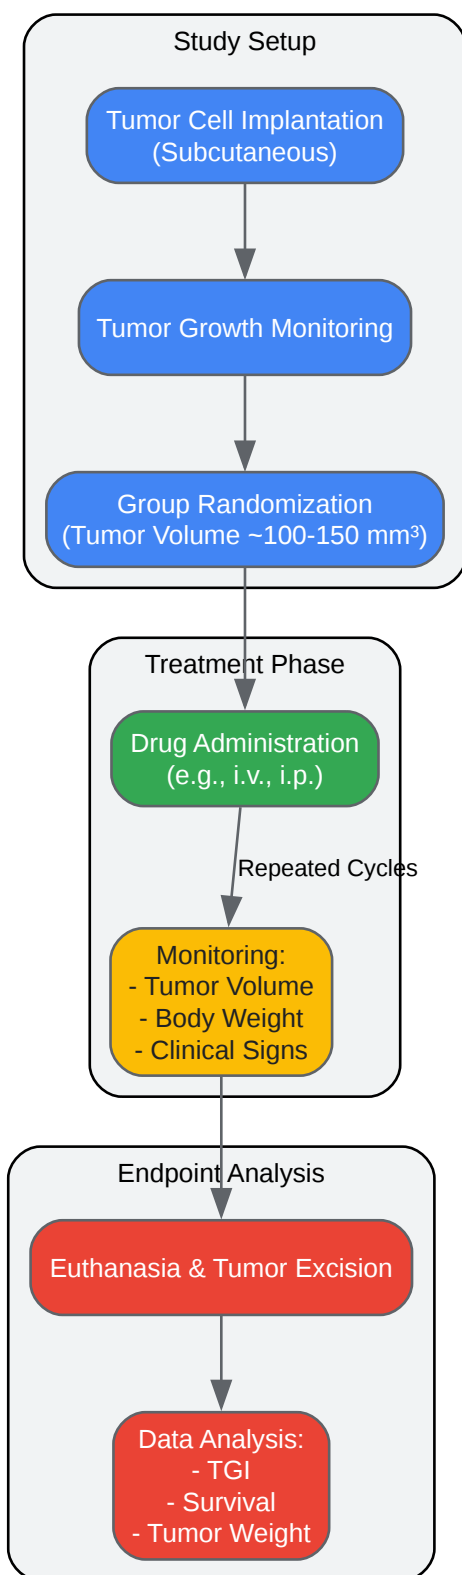 Study Setup
Tumor Cell Implantation
(Subcutaneous)
Tumor Growth Monitoring
Group Randomization
(Tumor Volume ~100-150 mm³)
Treatment Phase
Drug Administration
(e.g., i.v., i.p.)
Repeated Cycles
Monitoring:
- Tumor Volume
- Body Weight
- Clinical Signs
Endpoint Analysis
Euthanasia & Tumor Excision
Data Analysis:
- TGI
- Survival
- Tumor Weight